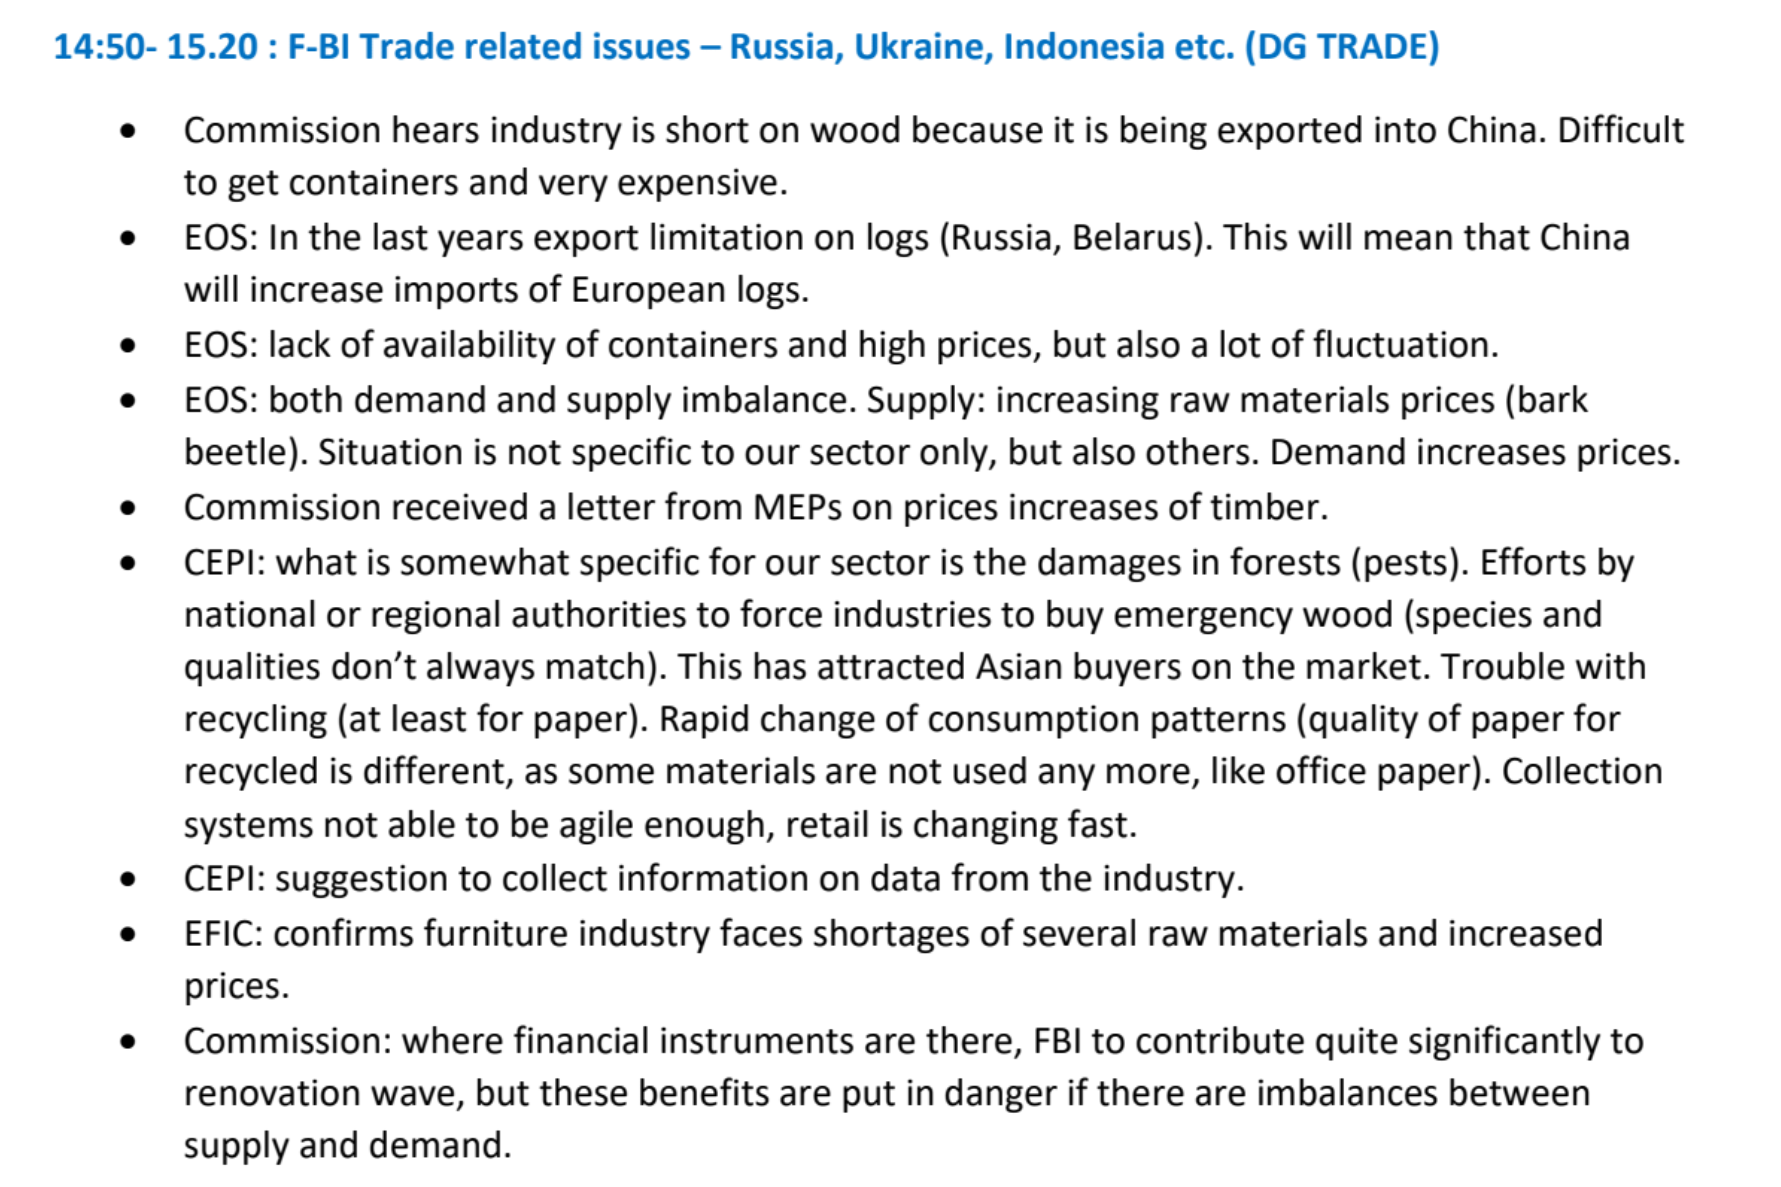 14:50- 15.20 : F-BI Trade related issues – Russia, Ukraine, Indonesia etc. (DG TRADE)
• Commission hears industry is short on wood because it is being exported into China. Difficult
to get containers and very expensive.
• EOS: In the last years export limitation on logs (Russia, Belarus). This will mean that China
will increase imports of European logs.
• EOS: lack of availability of containers and high prices, but also a lot of fluctuation.
• EOS: both demand and supply imbalance. Supply: increasing raw materials prices (bark
beetle). Situation is not specific to our sector only, but also others. Demand increases prices.
• Commission received a letter from MEPs on prices increases of timber.
• CEPI: what is somewhat specific for our sector is the damages in forests (pests). Efforts by
national or regional authorities to force industries to buy emergency wood (species and
qualities don’t always match). This has attracted Asian buyers on the market. Trouble with
recycling (at least for paper). Rapid change of consumption patterns (quality of paper for
recycled is different, as some materials are not used any more, like office paper). Collection
systems not able to be agile enough, retail is changing fast.
• CEPI: suggestion to collect information on data from the industry.
• EFIC: confirms furniture industry faces shortages of several raw materials and increased
prices.
• Commission: where financial instruments are there, FBI to contribute quite significantly to
renovation wave, but these benefits are put in danger if there are imbalances between
supply and demand.